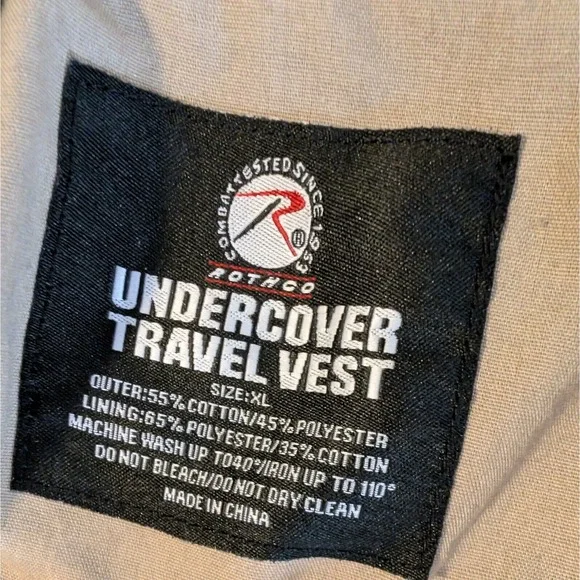 COMBAT TESTED SINCE 1953
R
ROTHCO
UNDERCOVER
TRAVEL VEST
SIZE:XL
OUTER:55% COTTON/45% POLYESTER
LINING:65% POLYESTER/35% COTTON
MACHINE WASH UP TO40°/IRON UP TO 110°
DO NOT BLEACH/DO NOT DRY CLEAN
MADE IN CHINA